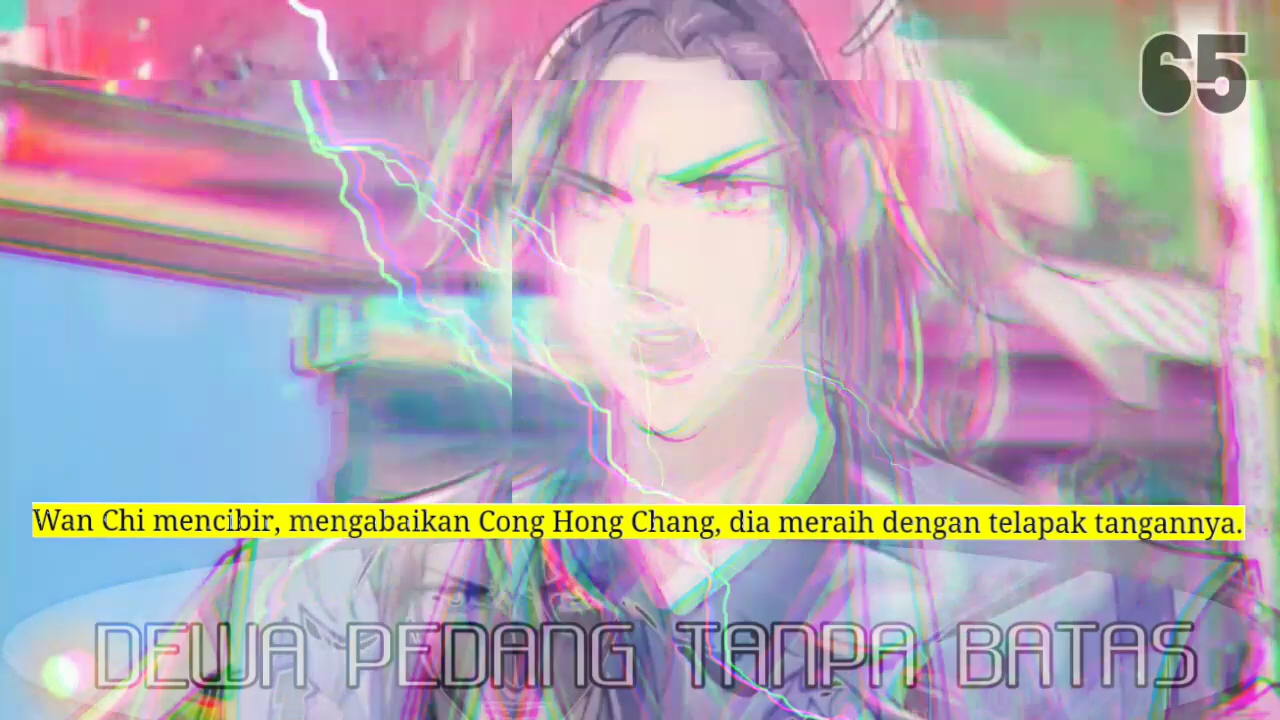 65
Wan Chi mencibir, mengabaikan Cong Hong Chang, dia meraih dengan telapak tangannya.
DEWA PEDANG TANPA BATAS